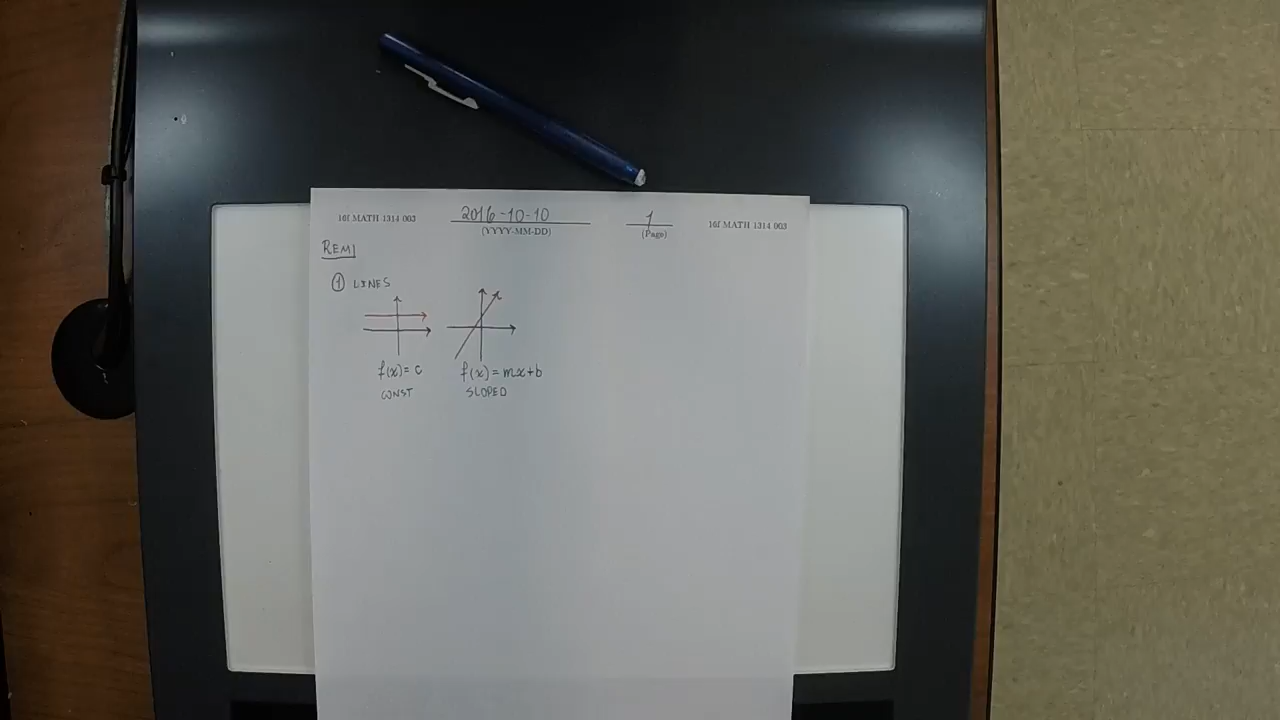 16f MATH 1314 003 2016-10-10 1 16f MATH 1314 003
(YYYY-MM-DD) (Page)
REM
① LINES
f(x)=c f(x)=mx+b
CONST SLOPED